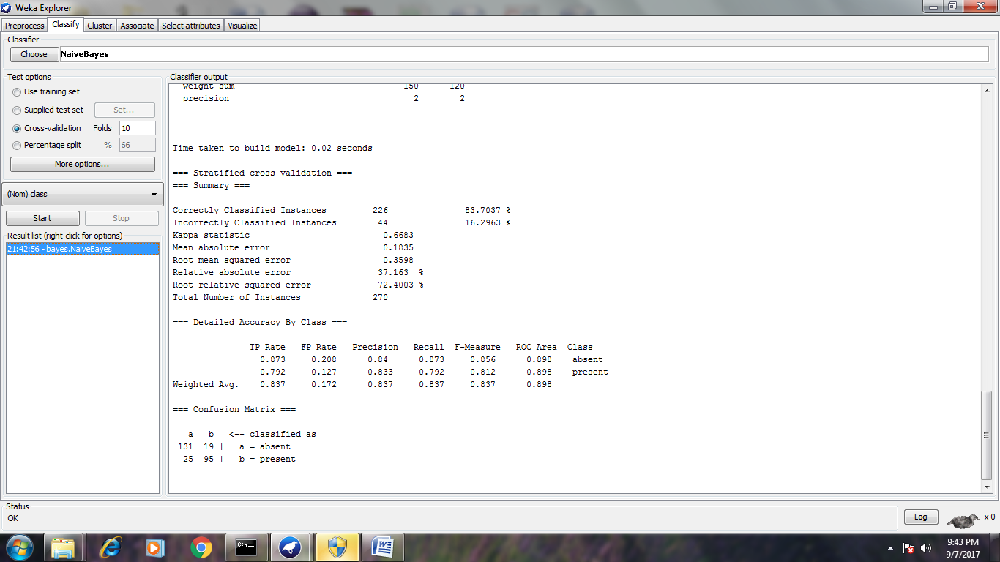 Weka Explorer
Preprocess Classify Cluster Associate Select attributes Visualize
Classifier
Choose NaiveBayes
Test options
Use training set
Supplied test set Set...
Cross-validation Folds 10
Percentage split % 66
More options...
(Nom) class
Start Stop
Result list (right-click for options)
21:42:56 - bayes.NaiveBayes
Classifier output
weight sum 150 120
precision 2 2
Time taken to build model: 0.02 seconds
=== Stratified cross-validation ===
=== Summary ===
Correctly Classified Instances 226 83.7037 %
Incorrectly Classified Instances 44 16.2963 %
Kappa statistic 0.6683
Mean absolute error 0.1835
Root mean squared error 0.3598
Relative absolute error 37.163 %
Root relative squared error 72.4003 %
Total Number of Instances 270
=== Detailed Accuracy By Class ===
TP Rate FP Rate Precision Recall F-Measure ROC Area Class
0.873 0.208 0.84 0.873 0.856 0.898 absent
0.792 0.127 0.833 0.792 0.812 0.898 present
Weighted Avg. 0.837 0.172 0.837 0.837 0.837 0.898
=== Confusion Matrix ===
a b <-- classified as
131 19 | a = absent
25 95 | b = present
Status
OK
Log x 0
C:\_
9:43 PM
9/7/2017